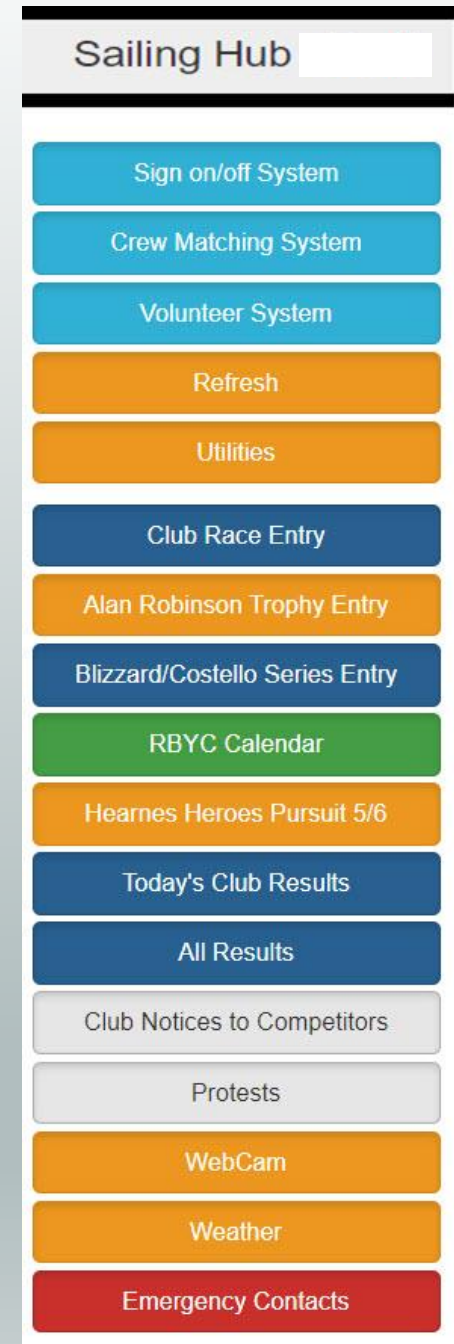 Sailing Hub
Sign on/off System
Crew Matching System
Volunteer System
Refresh
Utilities
Club Race Entry
Alan Robinson Trophy Entry
Blizzard/Costello Series Entry
RBYC Calendar
Hearnes Heroes Pursuit 5/6
Today's Club Results
All Results
Club Notices to Competitors
Protests
WebCam
Weather
Emergency Contacts